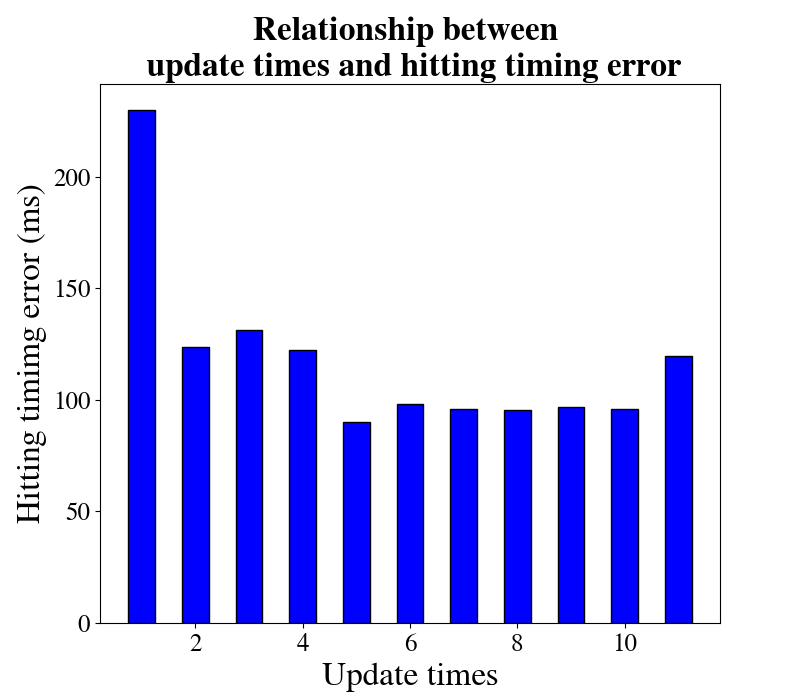 Relationship between
update times and hitting timing error
Hitting timimg error (ms)
200
150
100
50
0
2 4 6 8 10
Update times